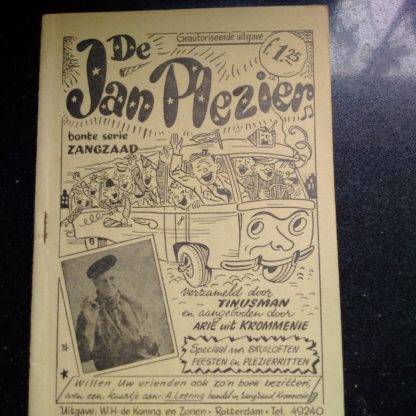 Geautoriseerde uitgave
De
Jan Plezier
f 1.25
bonte serie
ZANGZAAD
verzameld door
TINUSMAN
en aangeboden door
ARIE uit KROMMENIE
Speciaal voor BRUILOFTEN
FEESTEN en PLEZIERRITTEN
Willen Uw vrienden ook zo'n boek bezitten,
even een kaartje aan: A. Leering handel in zangzaad, Krommenie
Uitgave: W.H. de Koning en Zonen - Rotterdam - Tel. 49240